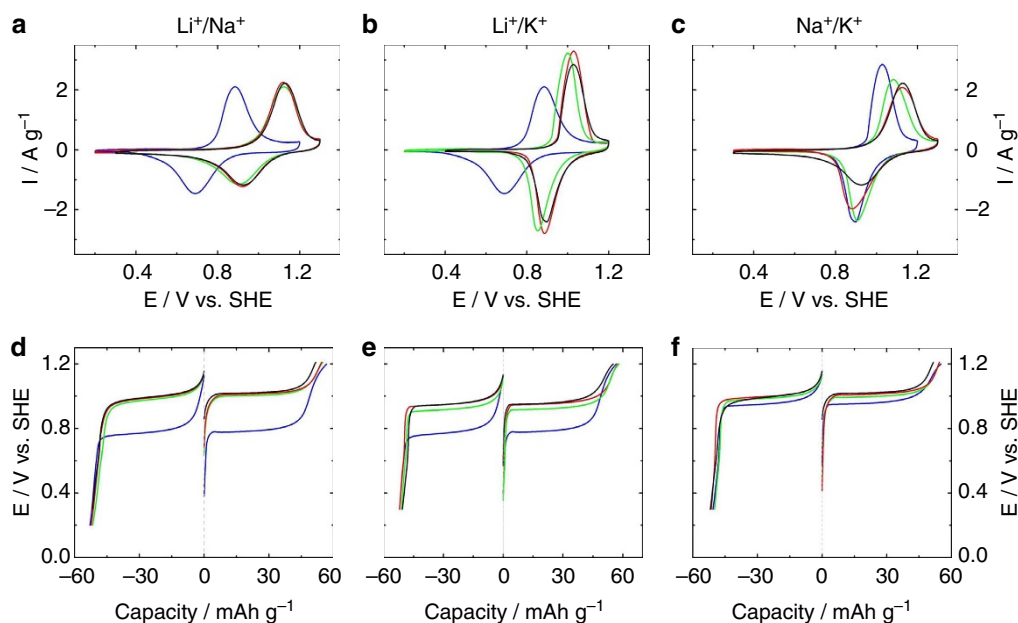 a Li⁺/Na⁺ b Li⁺/K⁺ c Na⁺/K⁺
2 2
0 0
−2 −2
I / A g⁻¹ I / A g⁻¹
0.4 0.8 1.2 0.4 0.8 1.2 0.4 0.8 1.2
E / V vs. SHE E / V vs. SHE E / V vs. SHE
d e f
1.2 1.2
0.8 0.8
0.4 0.4
0.0 0.0
E / V vs. SHE E / V vs. SHE
−60 −30 0 30 60 −60 −30 0 30 60 −60 −30 0 30 60
Capacity / mAh g⁻¹ Capacity / mAh g⁻¹ Capacity / mAh g⁻¹